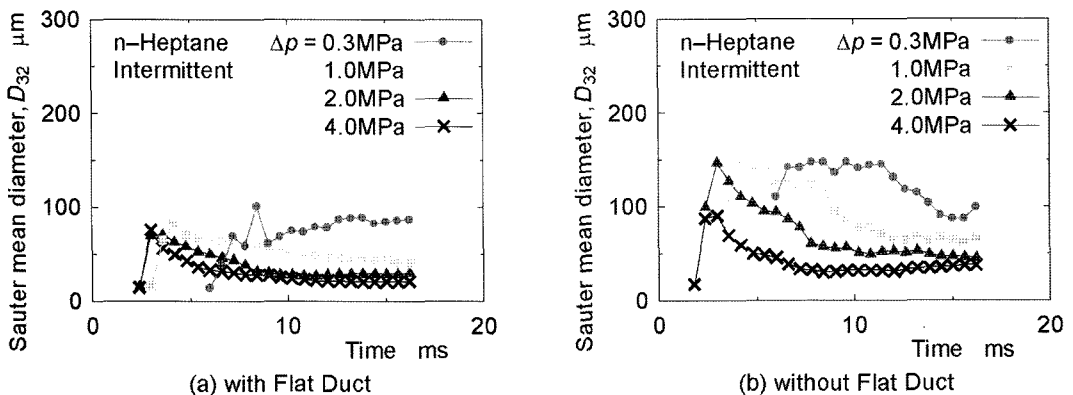 Sauter mean diameter, D32 μm
300
200
100
0
n–Heptane
Intermittent
Δp = 0.3MPa
1.0MPa
2.0MPa
4.0MPa
0
10
20
Time ms
(a) with Flat Duct
Sauter mean diameter, D32 μm
300
200
100
0
n–Heptane
Intermittent
Δp = 0.3MPa
1.0MPa
2.0MPa
4.0MPa
0
10
20
Time ms
(b) without Flat Duct